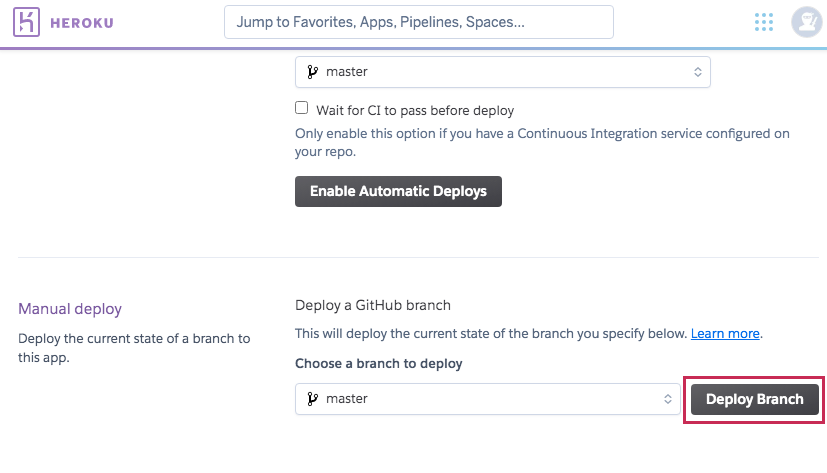 HEROKU
Jump to Favorites, Apps, Pipelines, Spaces...
master
Wait for CI to pass before deploy
Only enable this option if you have a Continuous Integration service configured on
your repo.
Enable Automatic Deploys
Manual deploy
Deploy the current state of a branch to
this app.
Deploy a GitHub branch
This will deploy the current state of the branch you specify below. Learn more.
Choose a branch to deploy
master
Deploy Branch